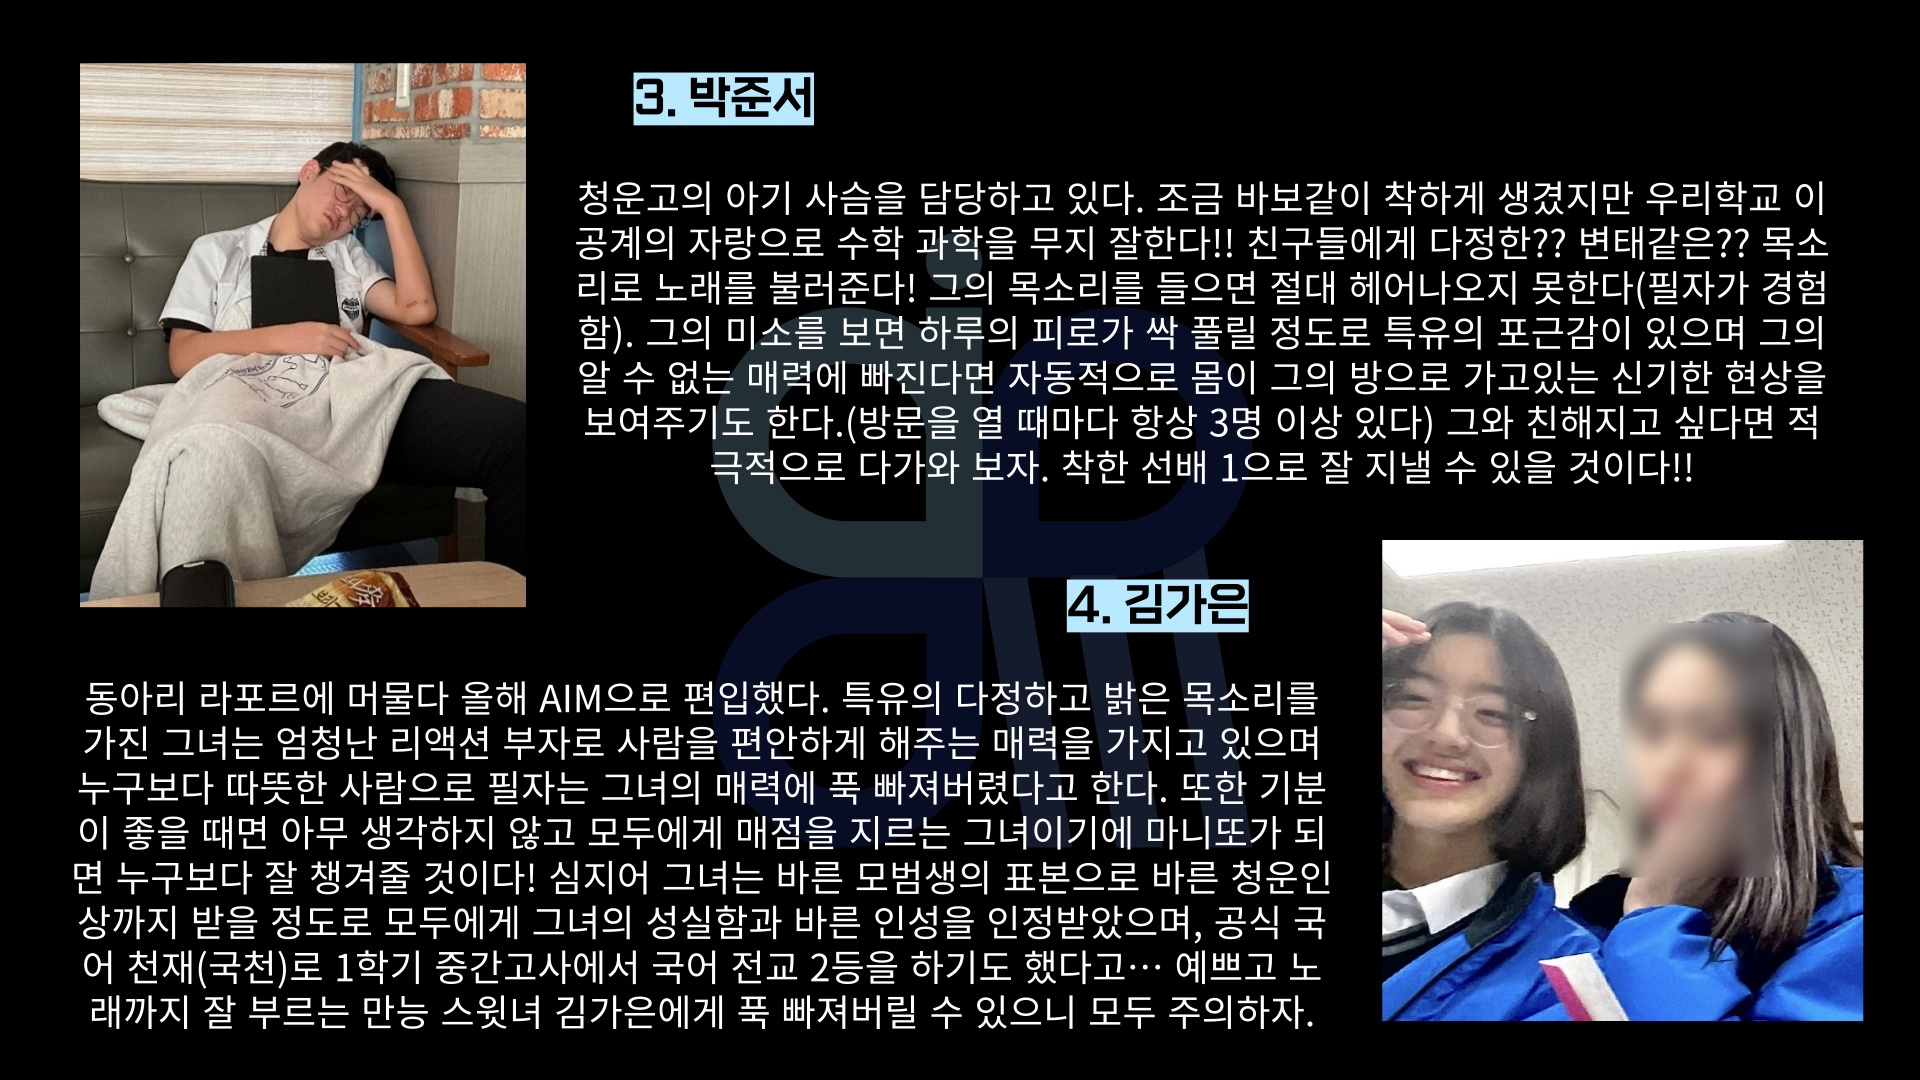 3. 박준서
청운고의 아기 사슴을 담당하고 있다. 조금 바보같이 착하게 생겼지만 우리학교 이
공계의 자랑으로 수학 과학을 무지 잘한다!! 친구들에게 다정한?? 변태같은?? 목소
리로 노래를 불러준다! 그의 목소리를 들으면 절대 헤어나오지 못한다(필자가 경험
함). 그의 미소를 보면 하루의 피로가 싹 풀릴 정도로 특유의 포근감이 있으며 그의
알 수 없는 매력에 빠진다면 자동적으로 몸이 그의 방으로 가고있는 신기한 현상을
보여주기도 한다.(방문을 열 때마다 항상 3명 이상 있다) 그와 친해지고 싶다면 적
극적으로 다가와 보자. 착한 선배 1으로 잘 지낼 수 있을 것이다!!
4. 김가은
동아리 라포르에 머물다 올해 AIM으로 편입했다. 특유의 다정하고 밝은 목소리를
가진 그녀는 엄청난 리액션 부자로 사람을 편안하게 해주는 매력을 가지고 있으며
누구보다 따뜻한 사람으로 필자는 그녀의 매력에 푹 빠져버렸다고 한다. 또한 기분
이 좋을 때면 아무 생각하지 않고 모두에게 매점을 지르는 그녀이기에 마니또가 되
면 누구보다 잘 챙겨줄 것이다! 심지어 그녀는 바른 모범생의 표본으로 바른 청운인
상까지 받을 정도로 모두에게 그녀의 성실함과 바른 인성을 인정받았으며, 공식 국
어 천재(국천)로 1학기 중간고사에서 국어 전교 2등을 하기도 했다고… 예쁘고 노
래까지 잘 부르는 만능 스윗녀 김가은에게 푹 빠져버릴 수 있으니 모두 주의하자.